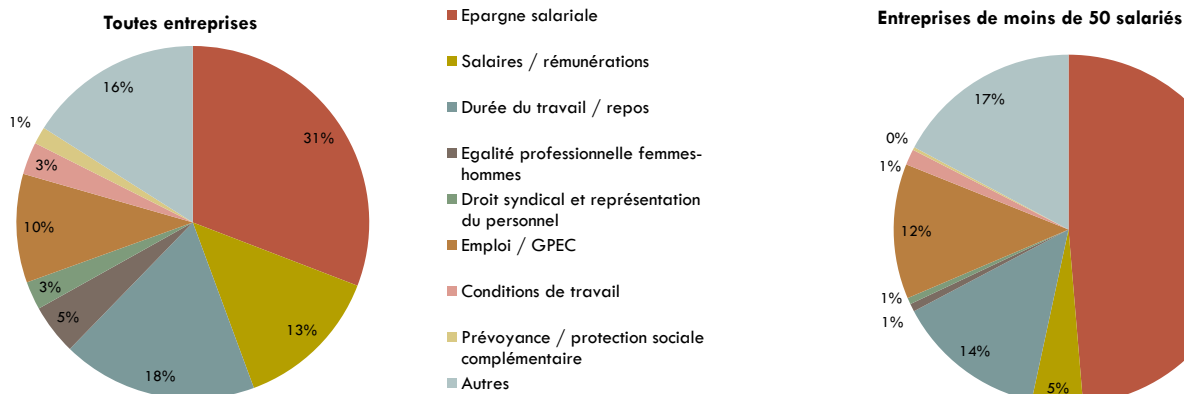 Toutes entreprises
16%
1%
3%
10%
3%
5%
18%
13%
31%
Epargne salariale
Salaires / rémunérations
Durée du travail / repos
Egalité professionnelle femmes-
hommes
Droit syndical et représentation
du personnel
Emploi / GPEC
Conditions de travail
Prévoyance / protection sociale
complémentaire
Autres
Entreprises de moins de 50 salariés
17%
0%
1%
12%
1%
1%
14%
5%